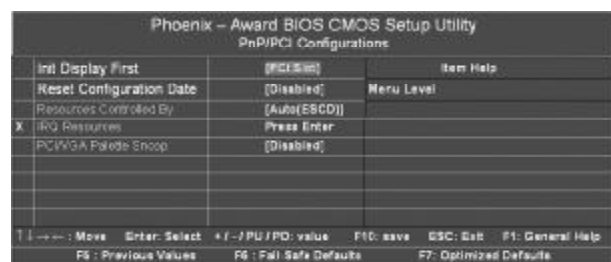 Phoenix – Award BIOS CMOS Setup Utility
PnP/PCI Configurations
Init Display First [PCI Slot] Item Help
Reset Configuration Date [Disabled] Menu Level
Resources Controlled By [Auto(ESCD)]
X IRQ Resources Press Enter
PCI/VGA Palette Snoop [Disabled]
↑↓→← : Move Enter: Select +/-/PU/PD: value F10: save ESC: Exit F1: General Help
F5 : Previous Values F6 : Fail Safe Defaults F7: Optimized Defaults